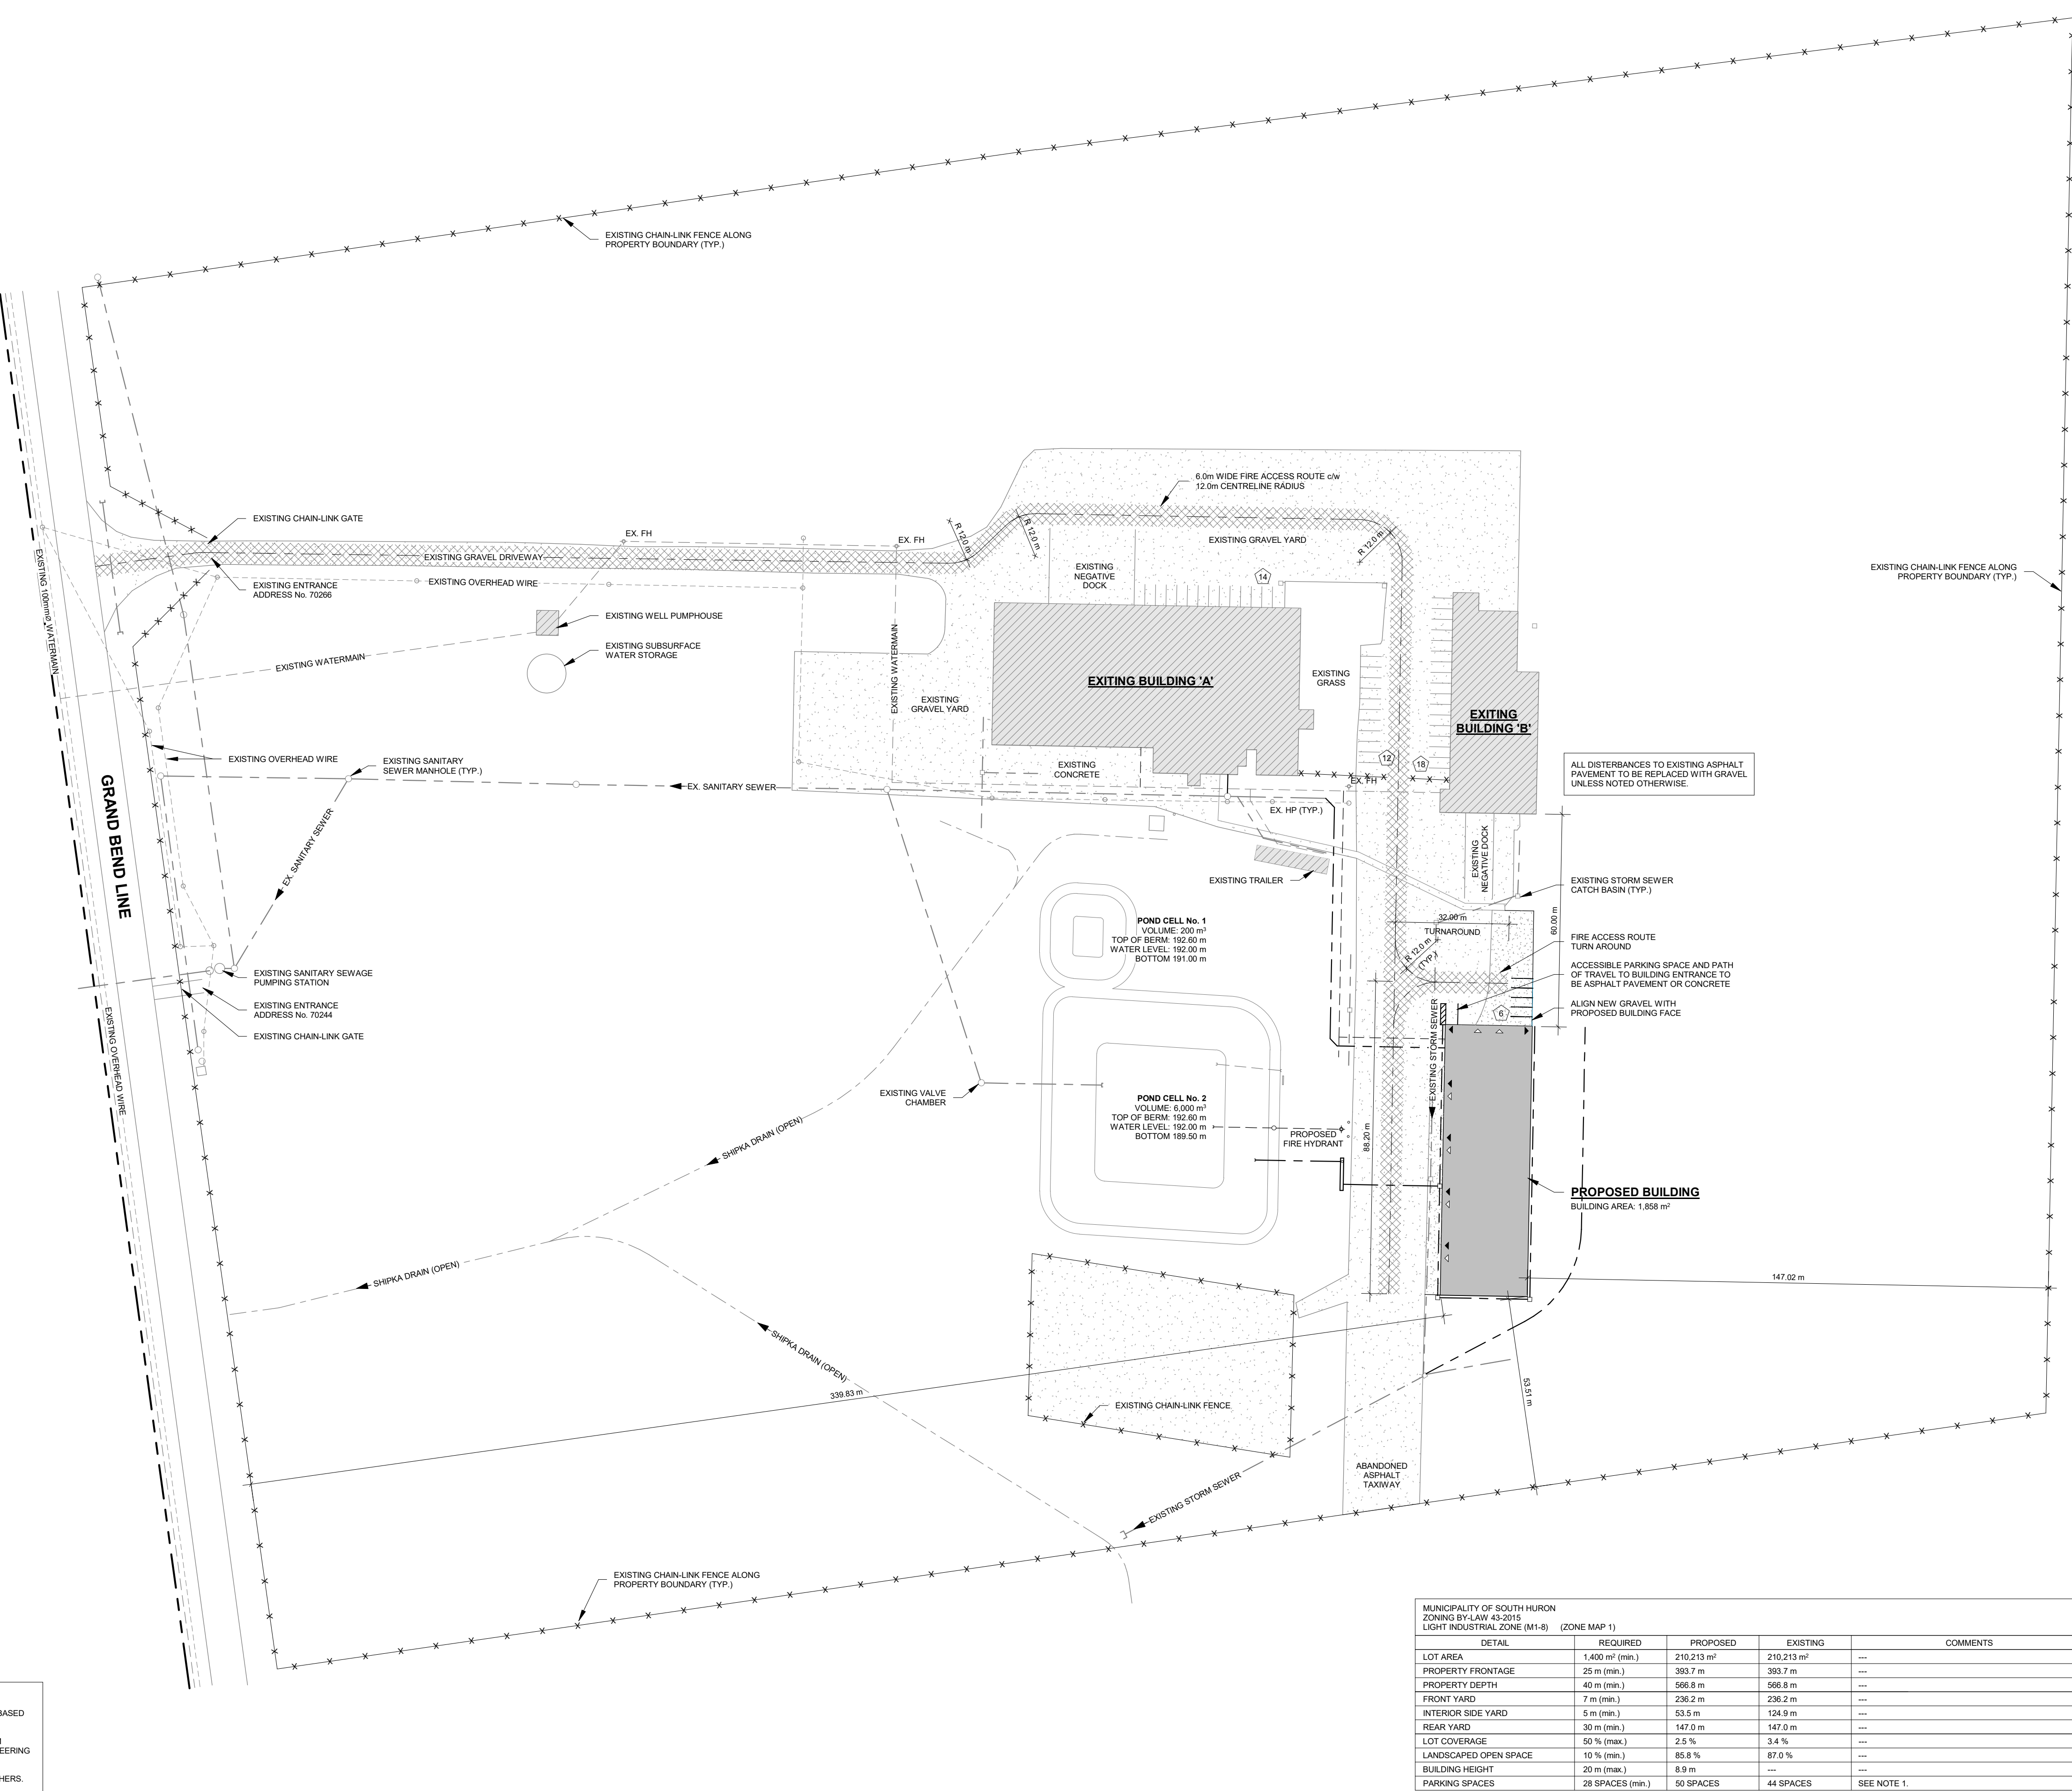 EXISTING CHAIN-LINK FENCE ALONG
PROPERTY BOUNDARY (TYP.)
6.0m WIDE FIRE ACCESS ROUTE c/w
12.0m CENTRELINE RADIUS
EXISTING CHAIN-LINK GATE
EX. FH
EX. FH
R 12.0 m
R 12.0 m
R 12.0 m
EXISTING GRAVEL YARD
EXISTING GRAVEL DRIVEWAY
EXISTING 100mmø WATERMAIN
EXISTING
NEGATIVE
DOCK
14
EXISTING CHAIN-LINK FENCE ALONG
PROPERTY BOUNDARY (TYP.)
EXISTING ENTRANCE
ADDRESS No. 70266
EXISTING OVERHEAD WIRE
EXISTING WELL PUMPHOUSE
EXISTING SUBSURFACE
WATER STORAGE
EXISTING WATERMAIN
EXISTING WATERMAIN
EXISTING
GRAVEL YARD
EXITING BUILDING 'A'
EXISTING
GRASS
EXITING
BUILDING 'B'
EXISTING OVERHEAD WIRE
EXISTING SANITARY
SEWER MANHOLE (TYP.)
EX. SANITARY SEWER
EXISTING
CONCRETE
12
18
EX. FH
EX. HP (TYP.)
ALL DISTERBANCES TO EXISTING ASPHALT
PAVEMENT TO BE REPLACED WITH GRAVEL
UNLESS NOTED OTHERWISE.
GRAND BEND LINE
EX. SANITARY SEWER
EXISTING TRAILER
EXISTING
NEGATIVE DOCK
EXISTING STORM SEWER
CATCH BASIN (TYP.)
60.00 m
32.00 m
TURNAROUND
R 12.0 m
(TYP.)
POND CELL No. 1
VOLUME: 200 m³
TOP OF BERM: 192.60 m
WATER LEVEL: 192.00 m
BOTTOM 191.00 m
FIRE ACCESS ROUTE
TURN AROUND
ACCESSIBLE PARKING SPACE AND PATH
OF TRAVEL TO BUILDING ENTRANCE TO
BE ASPHALT PAVEMENT OR CONCRETE
ALIGN NEW GRAVEL WITH
PROPOSED BUILDING FACE
6
EXISTING SANITARY SEWAGE
PUMPING STATION
EXISTING ENTRANCE
ADDRESS No. 70244
EXISTING CHAIN-LINK GATE
EXISTING OVERHEAD WIRE
EXISTING VALVE
CHAMBER
EXISTING STORM SEWER
POND CELL No. 2
VOLUME: 6,000 m³
TOP OF BERM: 192.60 m
WATER LEVEL: 192.00 m
BOTTOM 189.50 m
PROPOSED
FIRE HYDRANT
88.20 m
SHIPKA DRAIN (OPEN)
PROPOSED BUILDING
BUILDING AREA: 1,858 m²
SHIPKA DRAIN (OPEN)
SHIPKA DRAIN (OPEN)
147.02 m
339.83 m
53.51 m
EXISTING CHAIN-LINK FENCE
ABANDONED
ASPHALT
TAXIWAY
EXISTING STORM SEWER
EXISTING CHAIN-LINK FENCE ALONG
PROPERTY BOUNDARY (TYP.)
BASED
EERING
HERS.
MUNICIPALITY OF SOUTH HURON
ZONING BY-LAW 43-2015
LIGHT INDUSTRIAL ZONE (M1-8) (ZONE MAP 1)
DETAIL REQUIRED PROPOSED EXISTING COMMENTS
LOT AREA 1,400 m² (min.) 210,213 m² 210,213 m² ---
PROPERTY FRONTAGE 25 m (min.) 393.7 m 393.7 m ---
PROPERTY DEPTH 40 m (min.) 566.8 m 566.8 m ---
FRONT YARD 7 m (min.) 236.2 m 236.2 m ---
INTERIOR SIDE YARD 5 m (min.) 53.5 m 124.9 m ---
REAR YARD 30 m (min.) 147.0 m 147.0 m ---
LOT COVERAGE 50 % (max.) 2.5 % 3.4 % ---
LANDSCAPED OPEN SPACE 10 % (min.) 85.8 % 87.0 % ---
BUILDING HEIGHT 20 m (max.) 8.9 m --- ---
PARKING SPACES 28 SPACES (min.) 50 SPACES 44 SPACES SEE NOTE 1.